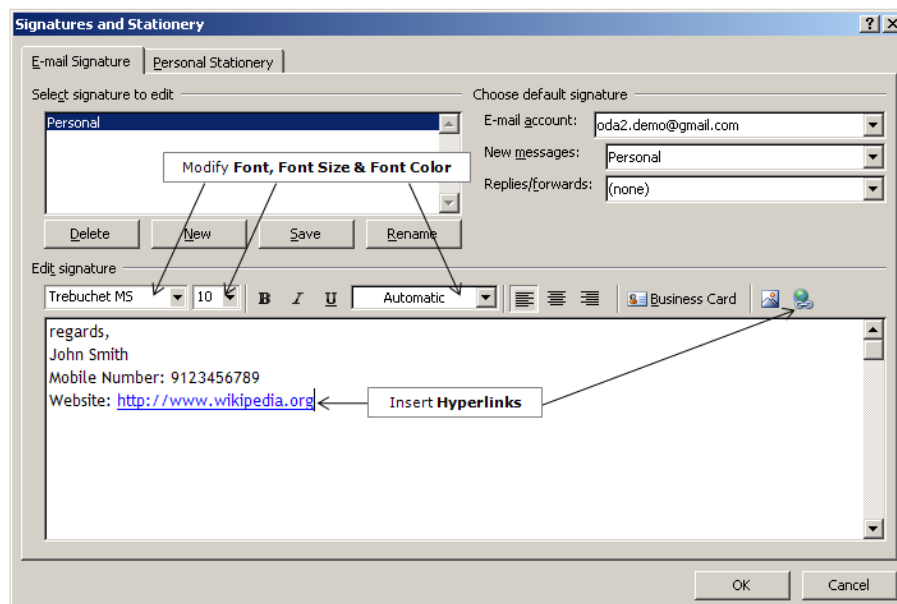 Signatures and Stationery
E-mail Signature
Personal Stationery
Select signature to edit
Choose default signature
Personal
E-mail account:
oda2.demo@gmail.com
New messages:
Personal
Modify Font, Font Size & Font Color
Replies/forwards:
(none)
Delete
New
Save
Rename
Edit signature
Trebuchet MS
10
B
I
U
Automatic
Business Card
regards,
John Smith
Mobile Number: 9123456789
Website: http://www.wikipedia.org
Insert Hyperlinks
OK
Cancel